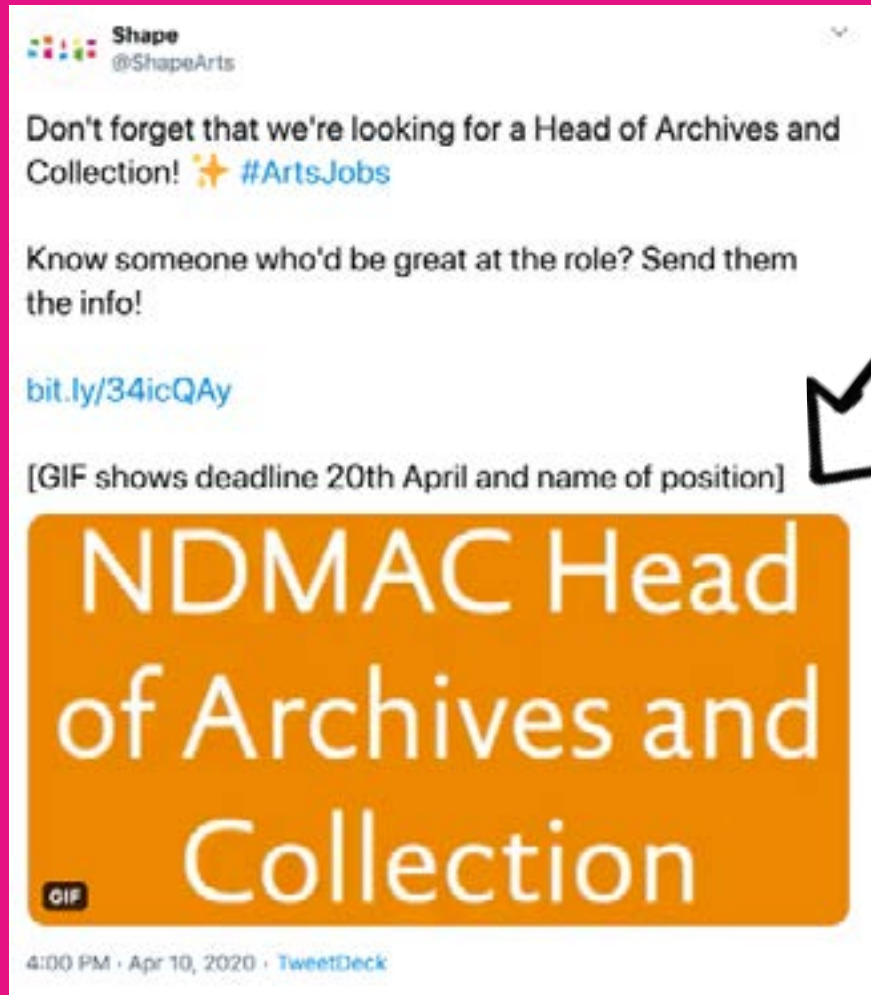 Shape
@ShapeArts
Don't forget that we're looking for a Head of Archives and
Collection! ✨ #ArtsJobs
Know someone who'd be great at the role? Send them
the info!
bit.ly/34icQAy
[GIF shows deadline 20th April and name of position]
NDMAC Head
of Archives and
Collection
GIF
4:00 PM · Apr 10, 2020 · TweetDeck